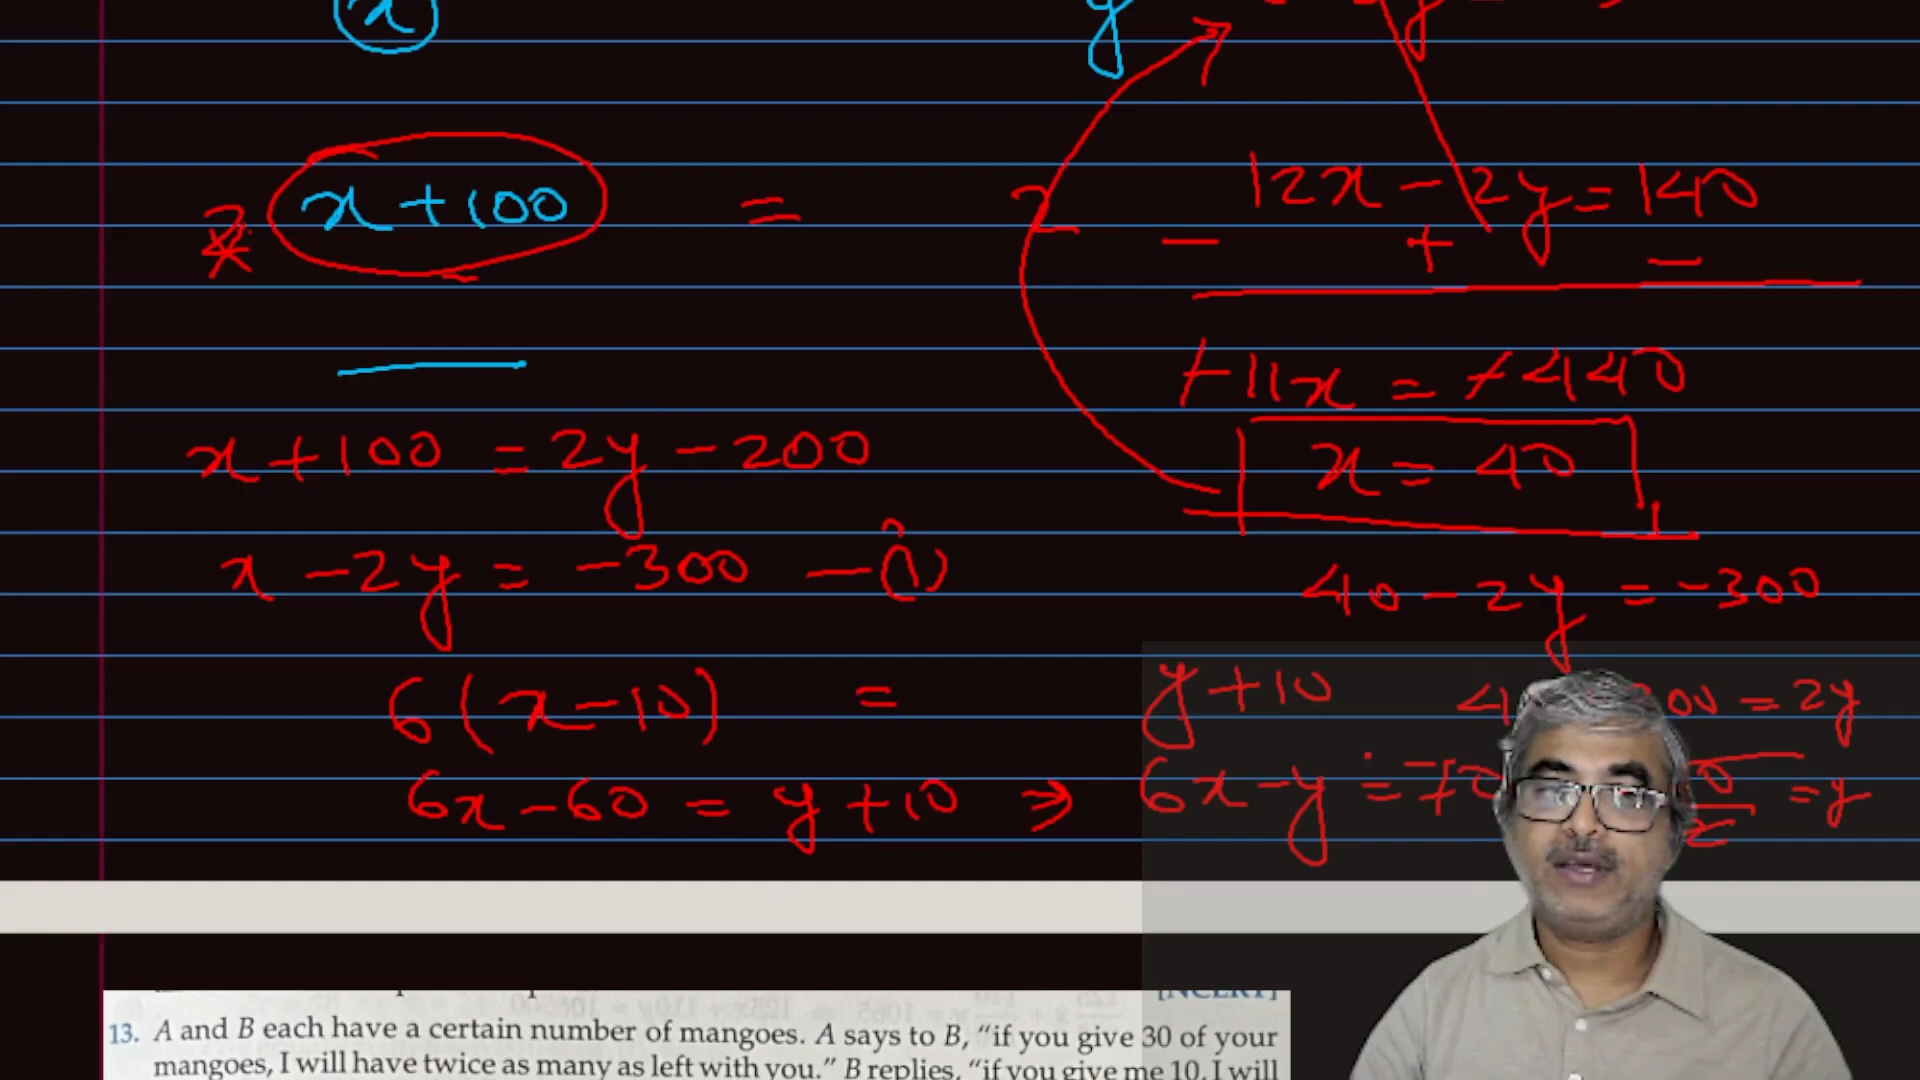 x
y
x + 100 =
2
12x - 2y = 140
- + -
-11x = -440
x = 40
x + 100 = 2y - 200
x - 2y = -300 - (1)
40 - 2y = -300
6(x - 10) = y + 10
= 2y
6x - 60 = y + 10 ⇒ 6x - y =
= y
2
[NCERT]
13. A and B each have a certain number of mangoes. A says to B, "if you give 30 of your
mangoes, I will have twice as many as left with you." B replies, "if you give me 10, I will